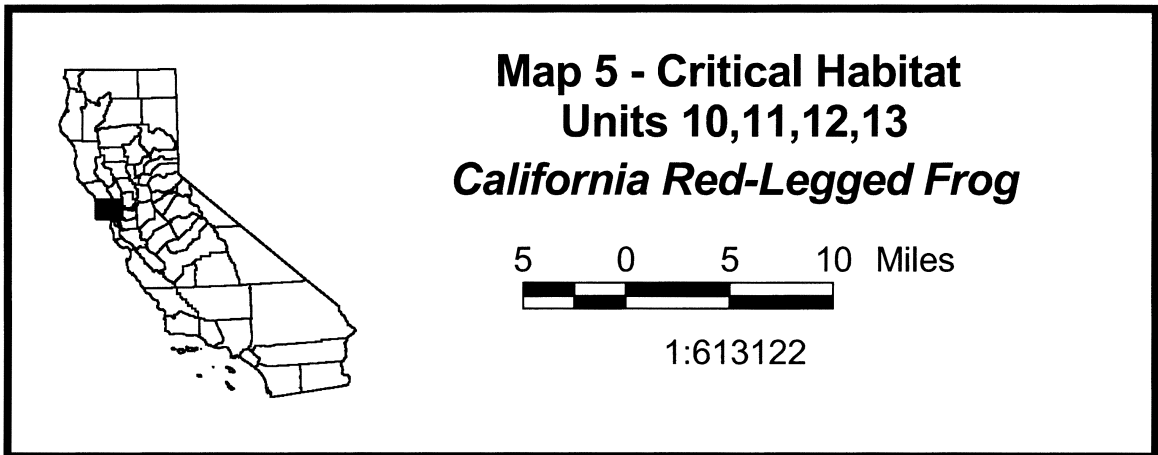 Map 5 - Critical Habitat
Units 10,11,12,13
California Red-Legged Frog
5 0 5 10 Miles
1:613122